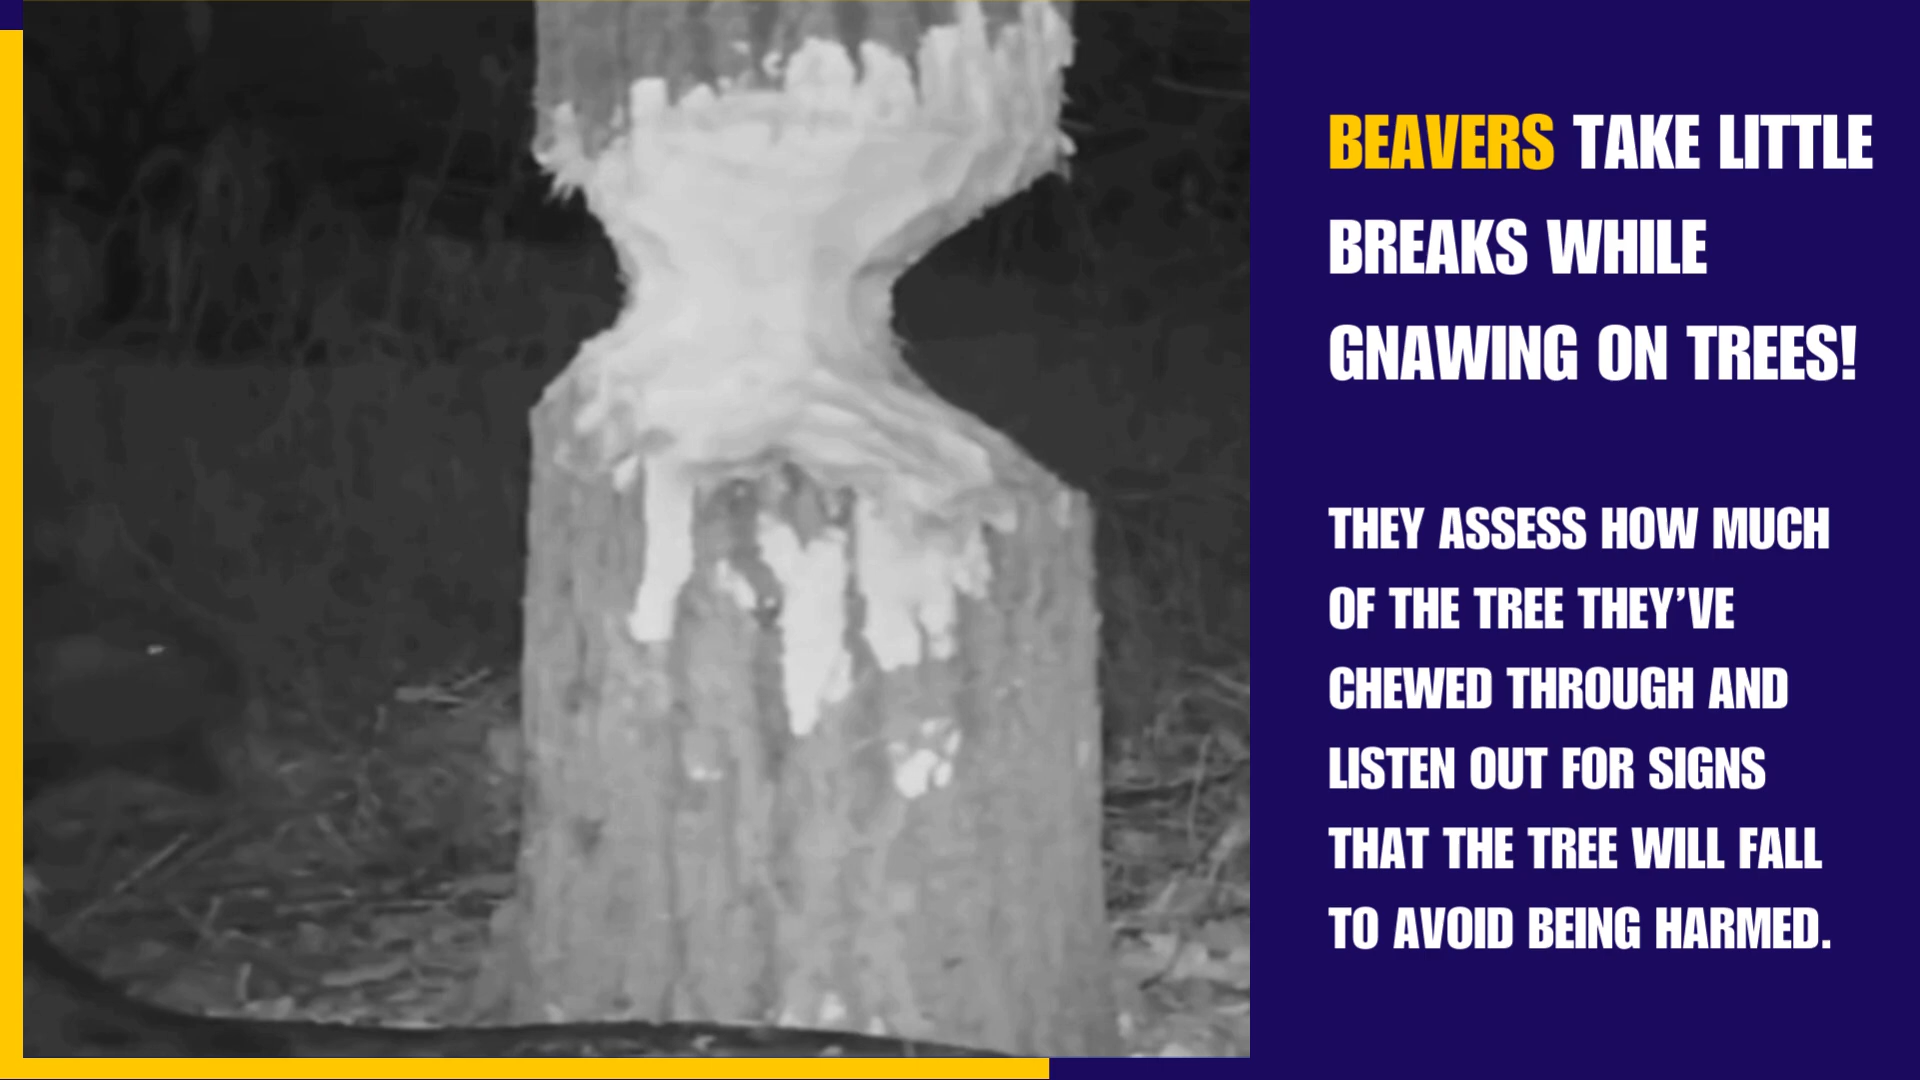 BEAVERS TAKE LITTLE
BREAKS WHILE
GNAWING ON TREES!
THEY ASSESS HOW MUCH
OF THE TREE THEY’VE
CHEWED THROUGH AND
LISTEN OUT FOR SIGNS
THAT THE TREE WILL FALL
TO AVOID BEING HARMED.